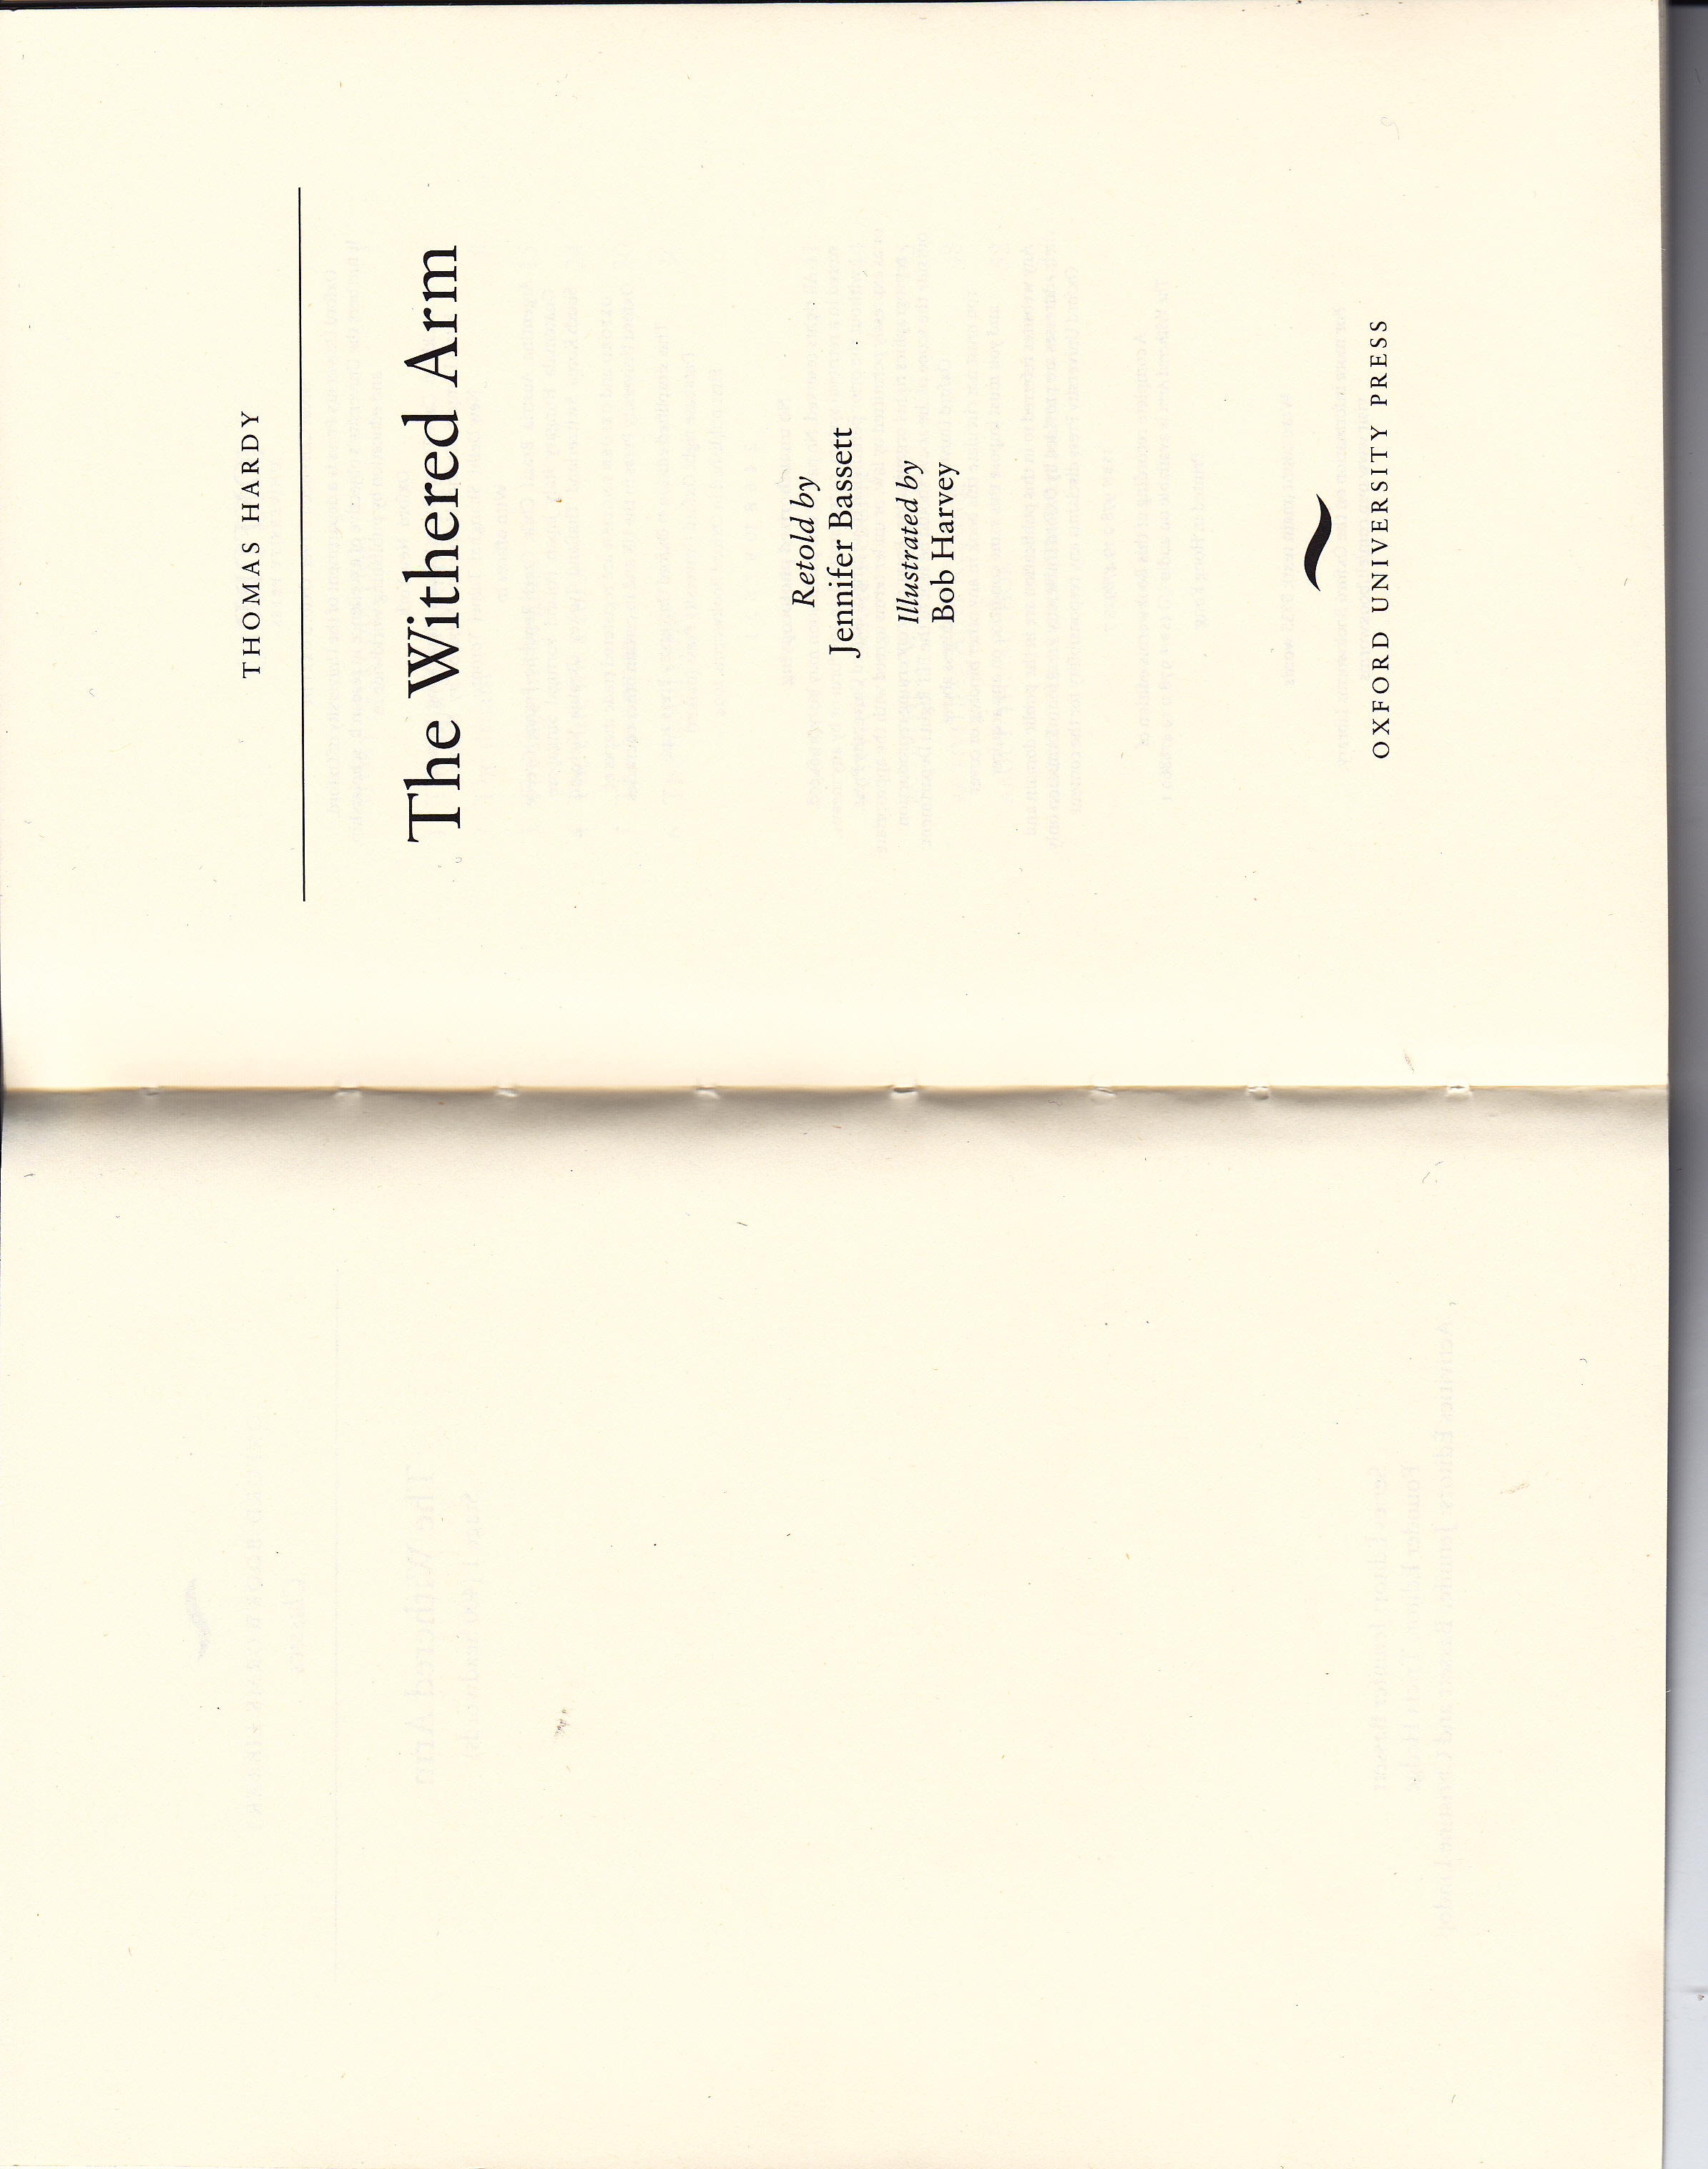 THOMAS HARDY
The Withered Arm
Retold by
Jennifer Bassett
Illustrated by
Bob Harvey
OXFORD UNIVERSITY PRESS